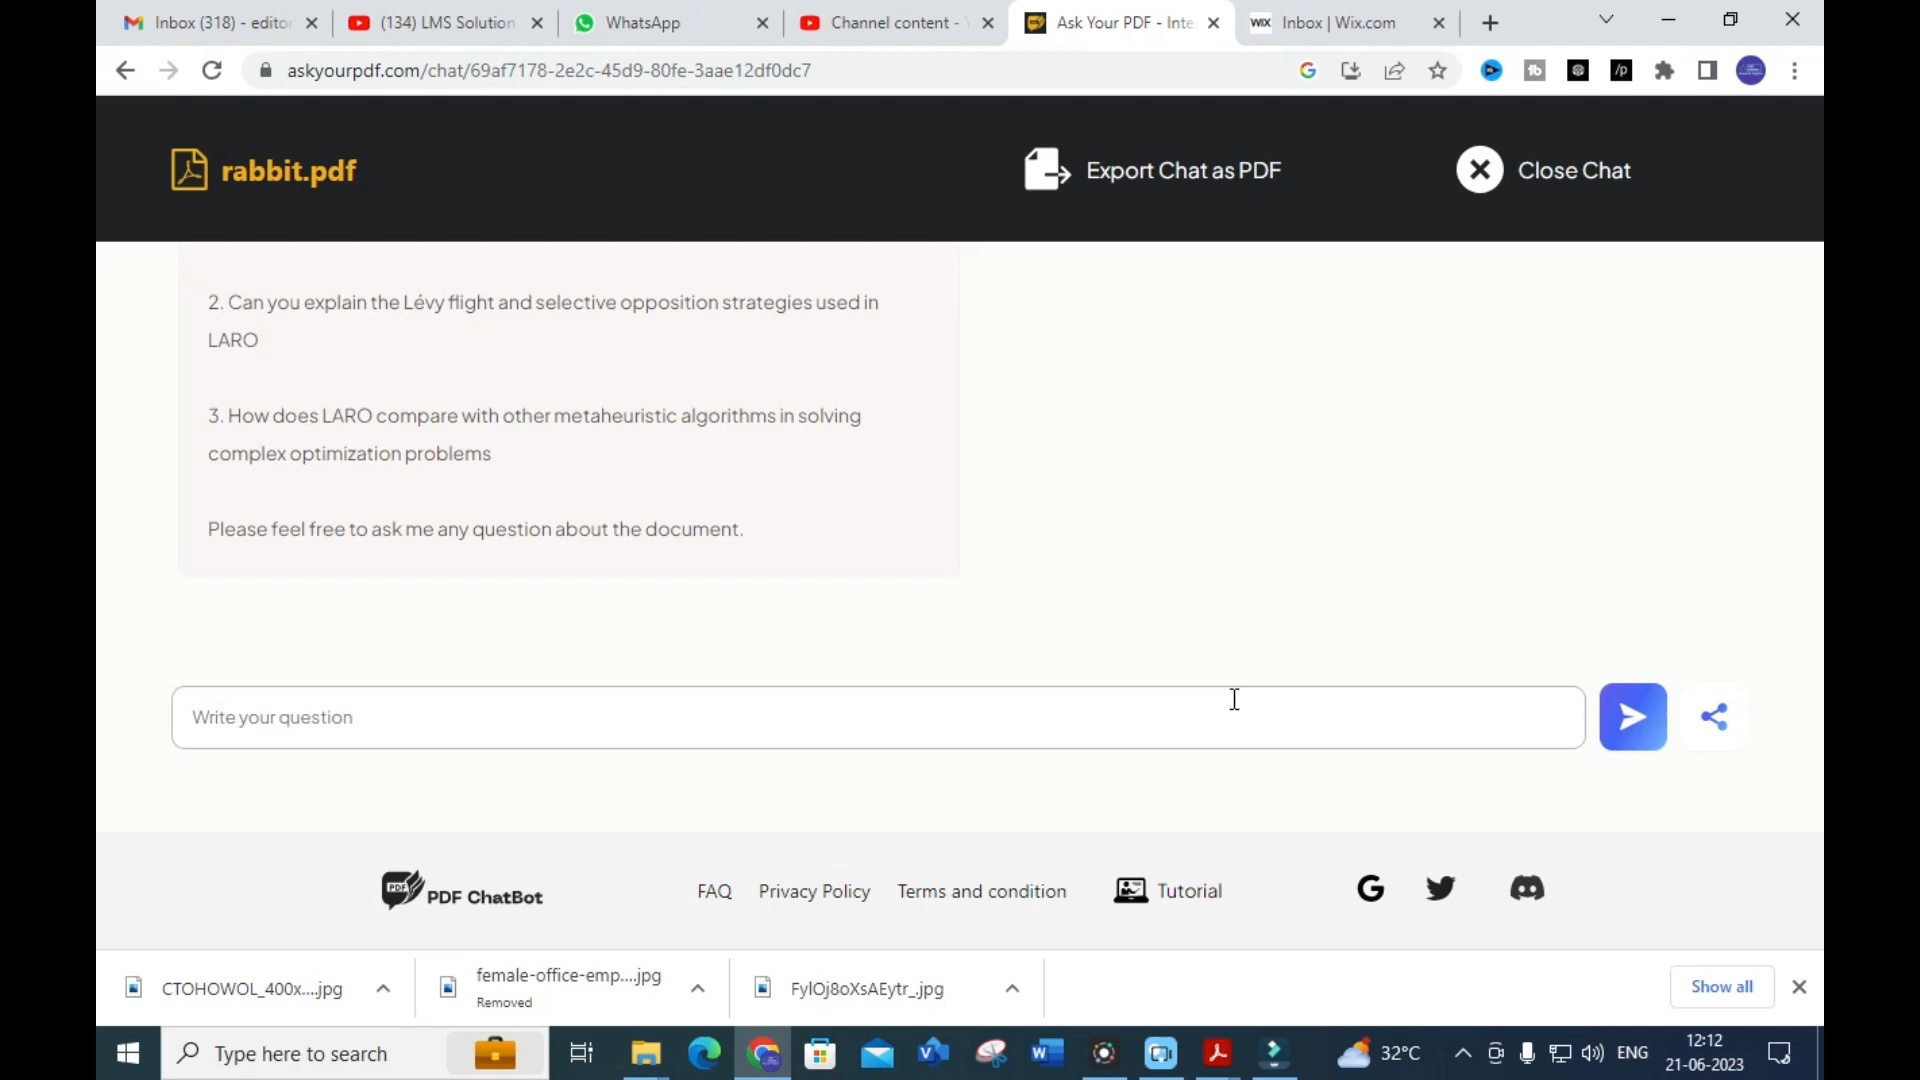 Inbox (318) - editor
(134) LMS Solution
WhatsApp
Channel content -
Ask Your PDF - Inte
WIX Inbox | Wix.com
askyourpdf.com/chat/69af7178-2e2c-45d9-80fe-3aae12df0dc7
rabbit.pdf
Export Chat as PDF
Close Chat
2. Can you explain the Lévy flight and selective opposition strategies used in
LARO
3. How does LARO compare with other metaheuristic algorithms in solving
complex optimization problems
Please feel free to ask me any question about the document.
Write your question
PDF
PDF ChatBot
FAQ
Privacy Policy
Terms and condition
Tutorial
CTOHOWOL_400x....jpg
female-office-emp....jpg
Removed
FylOj8oXsAEytr_.jpg
Show all
Type here to search
32°C
ENG
12:12
21-06-2023